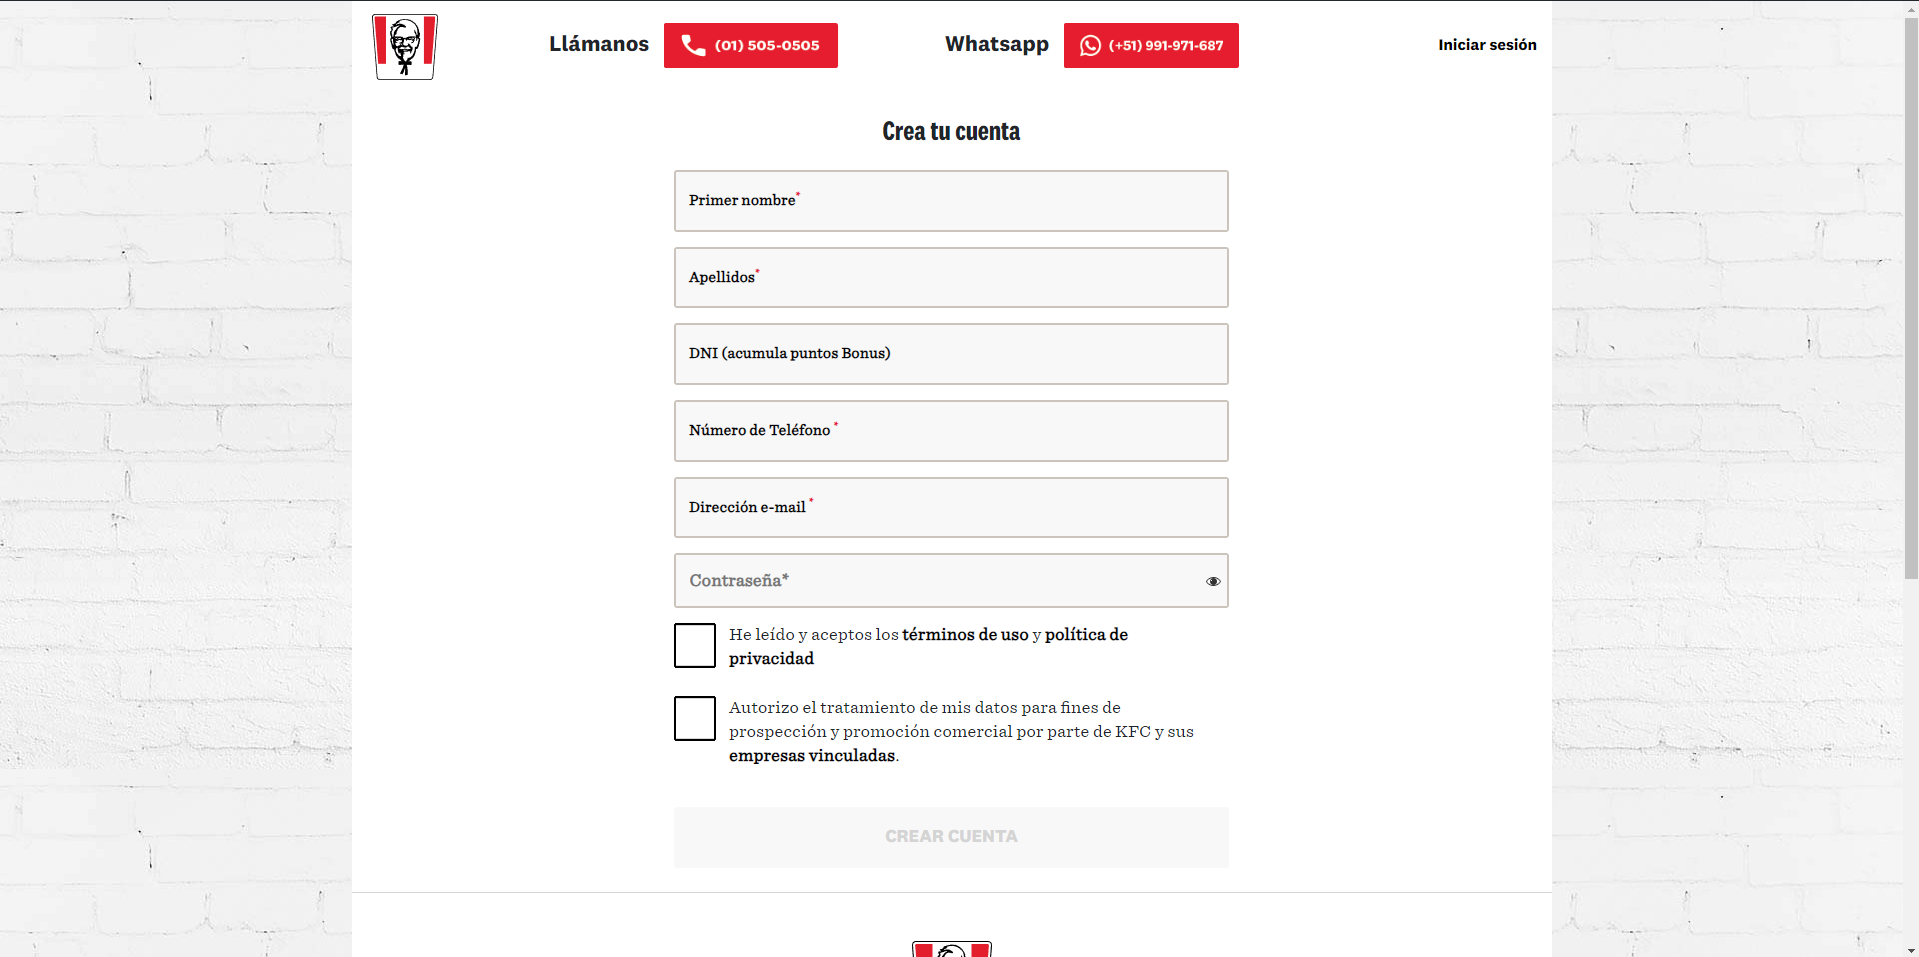 Llámanos
(01) 505-0505
Whatsapp
(+51) 991-971-687
Iniciar sesión
Crea tu cuenta
Primer nombre*
Apellidos*
DNI (acumula puntos Bonus)
Número de Teléfono *
Dirección e-mail *
Contraseña*
He leído y aceptos los términos de uso y política de
privacidad
Autorizo el tratamiento de mis datos para fines de
prospección y promoción comercial por parte de KFC y sus
empresas vinculadas.
CREAR CUENTA